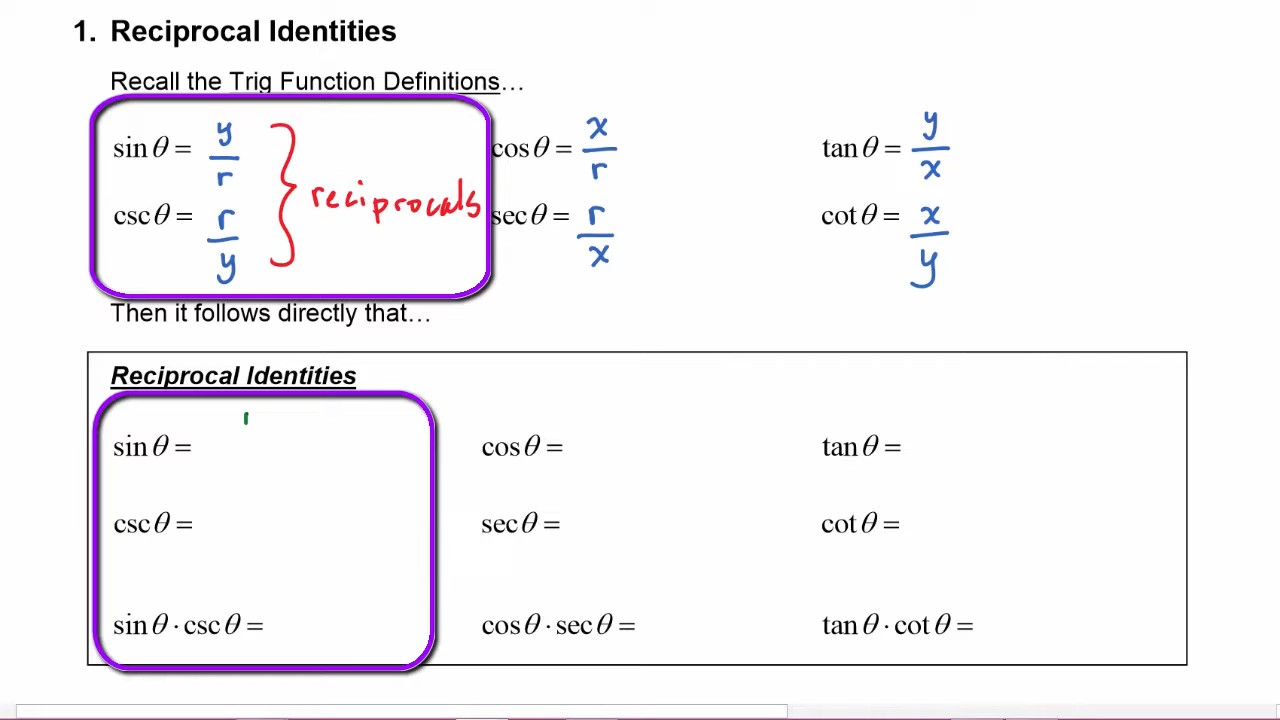 1. Reciprocal Identities
Recall the Trig Function Definitions…
sin θ = y/r } reciprocals cos θ = x/r tan θ = y/x
csc θ = r/y sec θ = r/x cot θ = x/y
Then it follows directly that…
Reciprocal Identities
sin θ = cos θ = tan θ =
csc θ = sec θ = cot θ =
sin θ · csc θ = cos θ · sec θ = tan θ · cot θ =